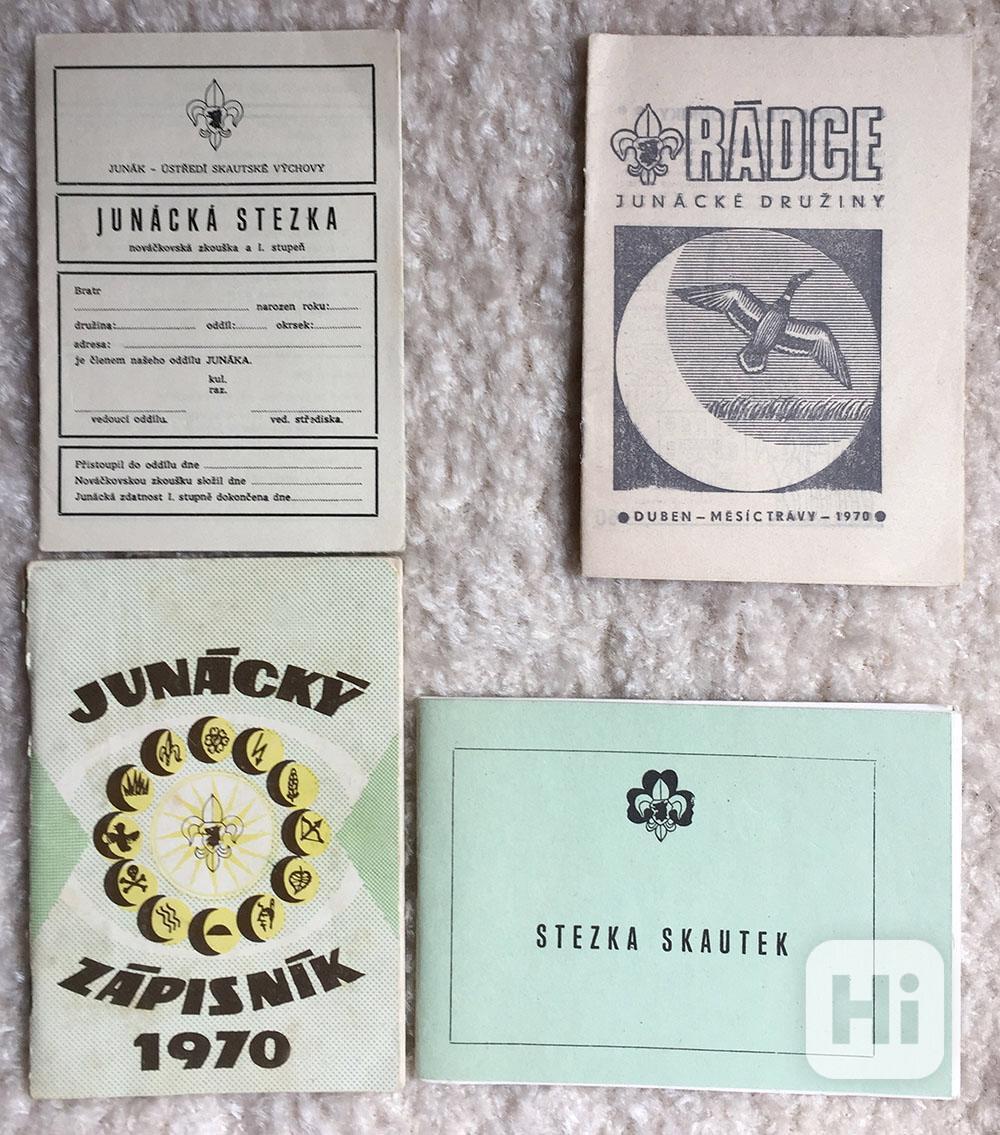 JUNÁK - ÚSTŘEDÍ SKAUTSKÉ VÝCHOVY
JUNÁCKÁ STEZKA
nováčkovská zkouška a I. stupeň
Bratr
narozen roku:
družina: oddíl: okrsek:
adresa:
je členem našeho oddílu JUNÁKA.
kul.
raz.
vedoucí oddílu. ved. střediska.
Přistoupil do oddílu dne
Nováčkovskou zkoušku složil dne
Junácká zdatnost I. stupně dokončena dne
RÁDCE
JUNÁCKÉ DRUŽINY
DUBEN – MĚSÍC TRÁVY – 1970
JUNÁCKÝ
ZÁPISNÍK
1970
STEZKA SKAUTEK
Hi